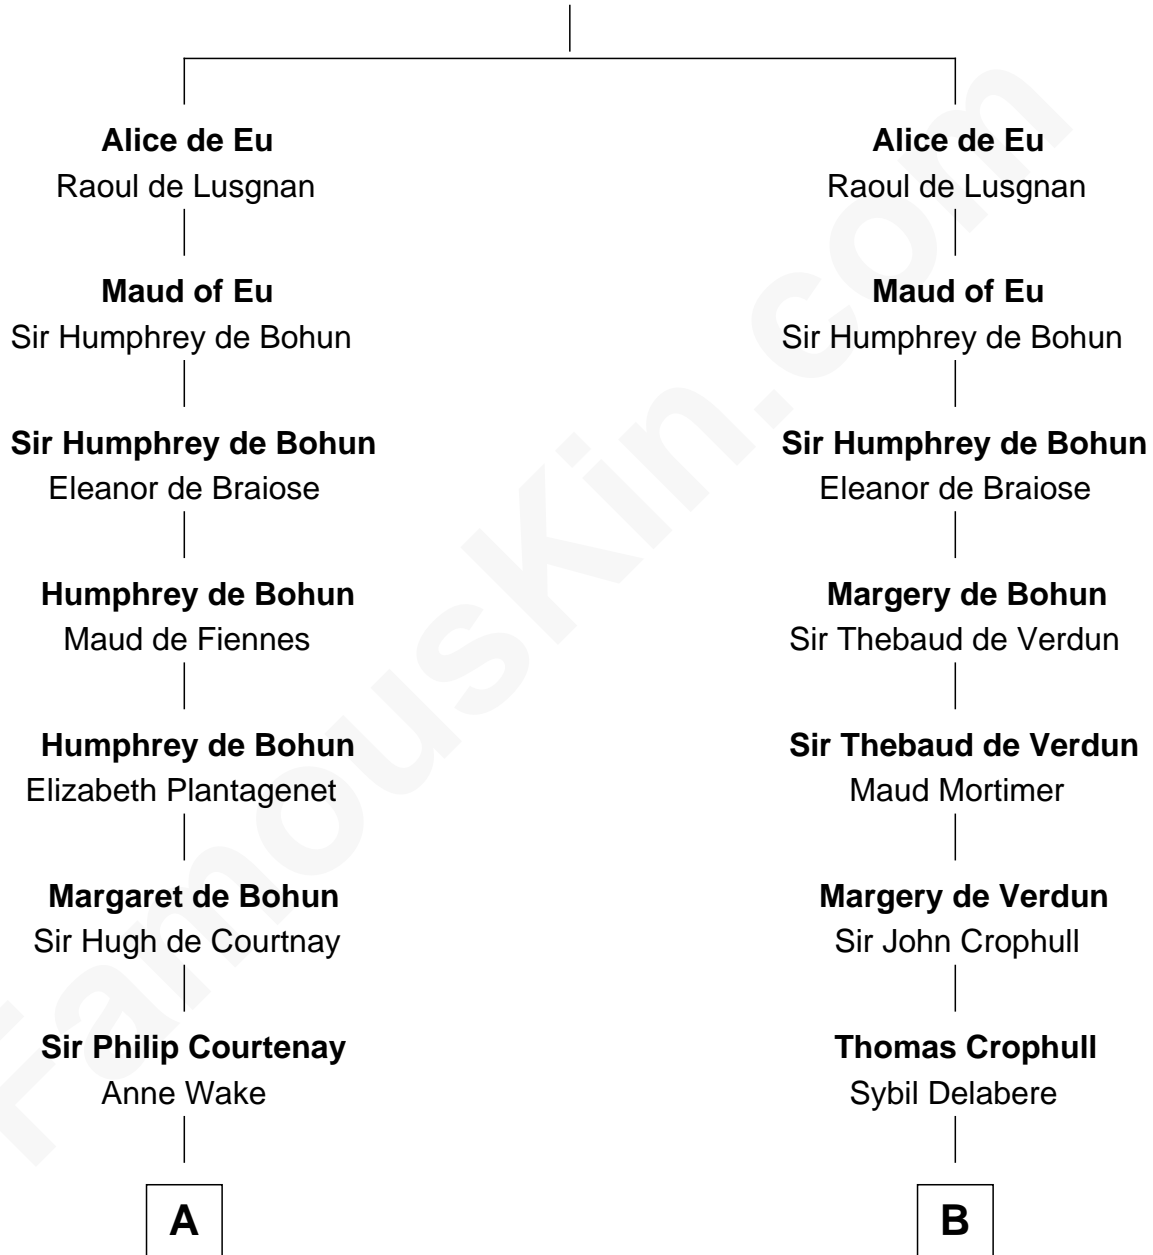 Alice de Eu
Raoul de Lusgnan
Maud of Eu
Sir Humphrey de Bohun
Sir Humphrey de Bohun
Eleanor de Braiose
Humphrey de Bohun
Maud de Fiennes
Humphrey de Bohun
Elizabeth Plantagenet
Margaret de Bohun
Sir Hugh de Courtnay
Sir Philip Courtenay
Anne Wake
A
Alice de Eu
Raoul de Lusgnan
Maud of Eu
Sir Humphrey de Bohun
Sir Humphrey de Bohun
Eleanor de Braiose
Margery de Bohun
Sir Thebaud de Verdun
Sir Thebaud de Verdun
Maud Mortimer
Margery de Verdun
Sir John Crophull
Thomas Crophull
Sybil Delabere
B
FamousKin.com